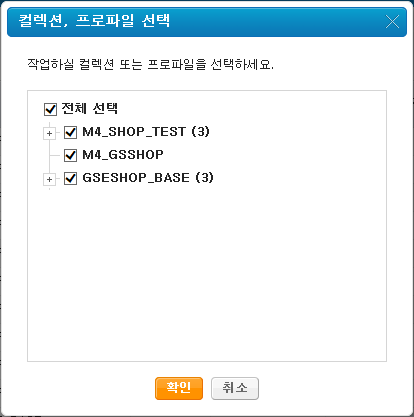 컬렉션, 프로파일 선택
작업하실 컬렉션 또는 프로파일을 선택하세요.
전체 선택
M4_SHOP_TEST (3)
M4_GSSHOP
GSESHOP_BASE (3)
확인
취소